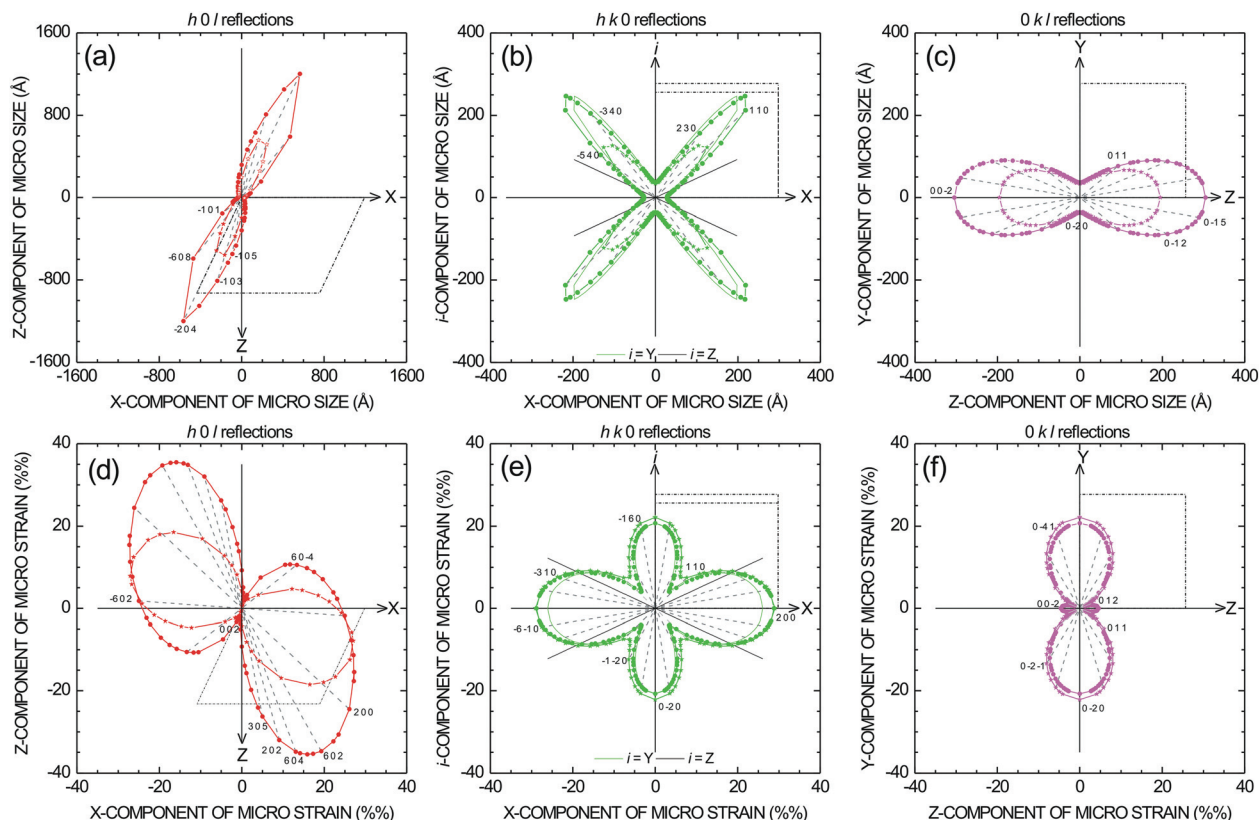 h 0 l reflections
h k 0 reflections
0 k l reflections
(a)
(b)
(c)
Z-COMPONENT OF MICRO SIZE (Å)
1600
800
0
-800
-1600
X
Z
-101
-608
-105
-103
-204
-1600 -800 0 800 1600
X-COMPONENT OF MICRO SIZE (Å)
i-COMPONENT OF MICRO SIZE (Å)
400
200
0
-200
-400
i
X
-340
230
110
-540
i = Y
i = Z
-400 -200 0 200 400
X-COMPONENT OF MICRO SIZE (Å)
Y-COMPONENT OF MICRO SIZE (Å)
400
200
0
-200
-400
Y
Z
011
00-2
0-20
0-15
0-12
-400 -200 0 200 400
Z-COMPONENT OF MICRO SIZE (Å)
h 0 l reflections
h k 0 reflections
0 k l reflections
(d)
(e)
(f)
Z-COMPONENT OF MICRO STRAIN (%%)
40
20
0
-20
-40
X
Z
60-4
-602
002
200
305
202
604
602
-40 -20 0 20 40
X-COMPONENT OF MICRO STRAIN (%%)
i-COMPONENT OF MICRO STRAIN (%%)
40
20
0
-20
-40
i
X
-160
110
-310
200
-6-10
-1-20
0-20
i = Y
i = Z
-40 -20 0 20 40
X-COMPONENT OF MICRO STRAIN (%%)
Y-COMPONENT OF MICRO STRAIN (%%)
40
20
0
-20
-40
Y
Z
0-41
00-2
012
011
0-2-1
0-20
-40 -20 0 20 40
Z-COMPONENT OF MICRO STRAIN (%%)